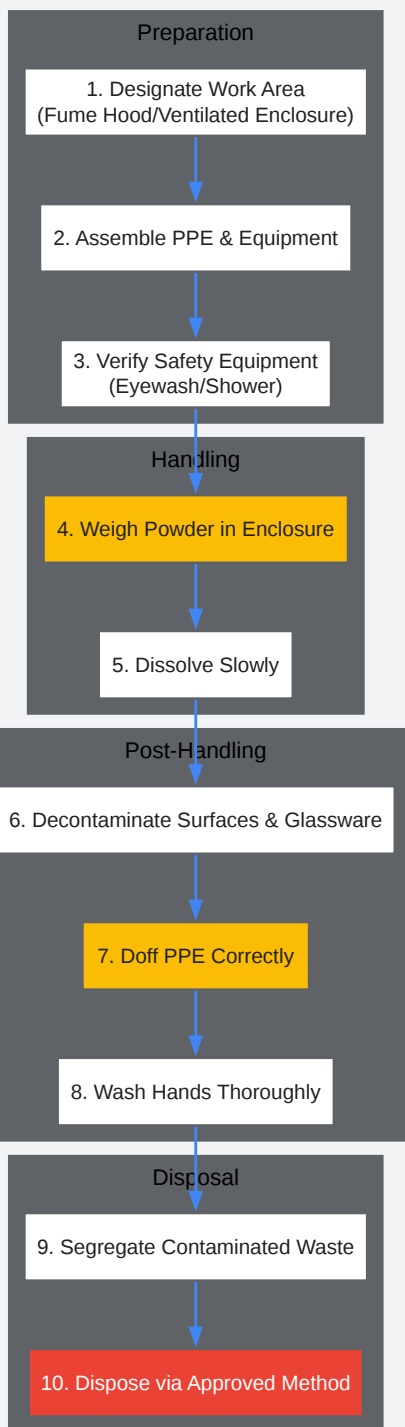 Preparation
1. Designate Work Area
(Fume Hood/Ventilated Enclosure)
2. Assemble PPE & Equipment
3. Verify Safety Equipment
(Eyewash/Shower)
Handling
4. Weigh Powder in Enclosure
5. Dissolve Slowly
Post-Handling
6. Decontaminate Surfaces & Glassware
7. Doff PPE Correctly
8. Wash Hands Thoroughly
Disposal
9. Segregate Contaminated Waste
10. Dispose via Approved Method